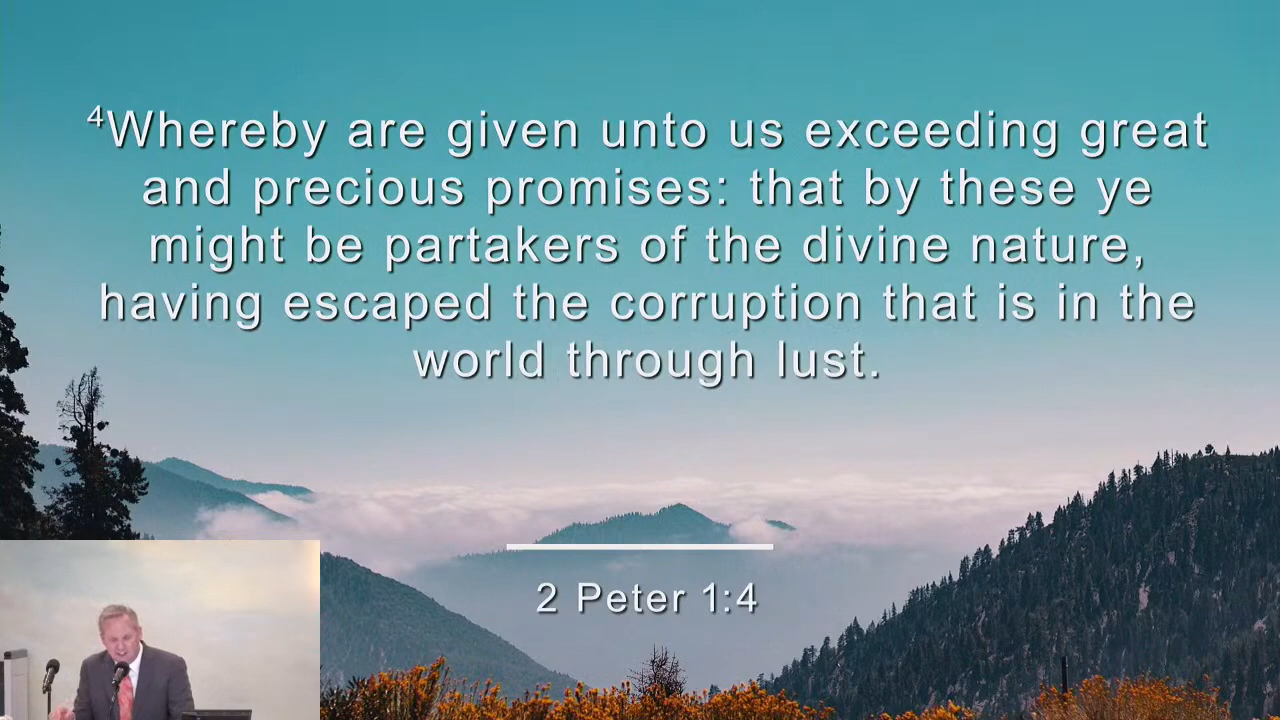 ⁴Whereby are given unto us exceeding great
and precious promises: that by these ye
might be partakers of the divine nature,
having escaped the corruption that is in the
world through lust.
2 Peter 1:4